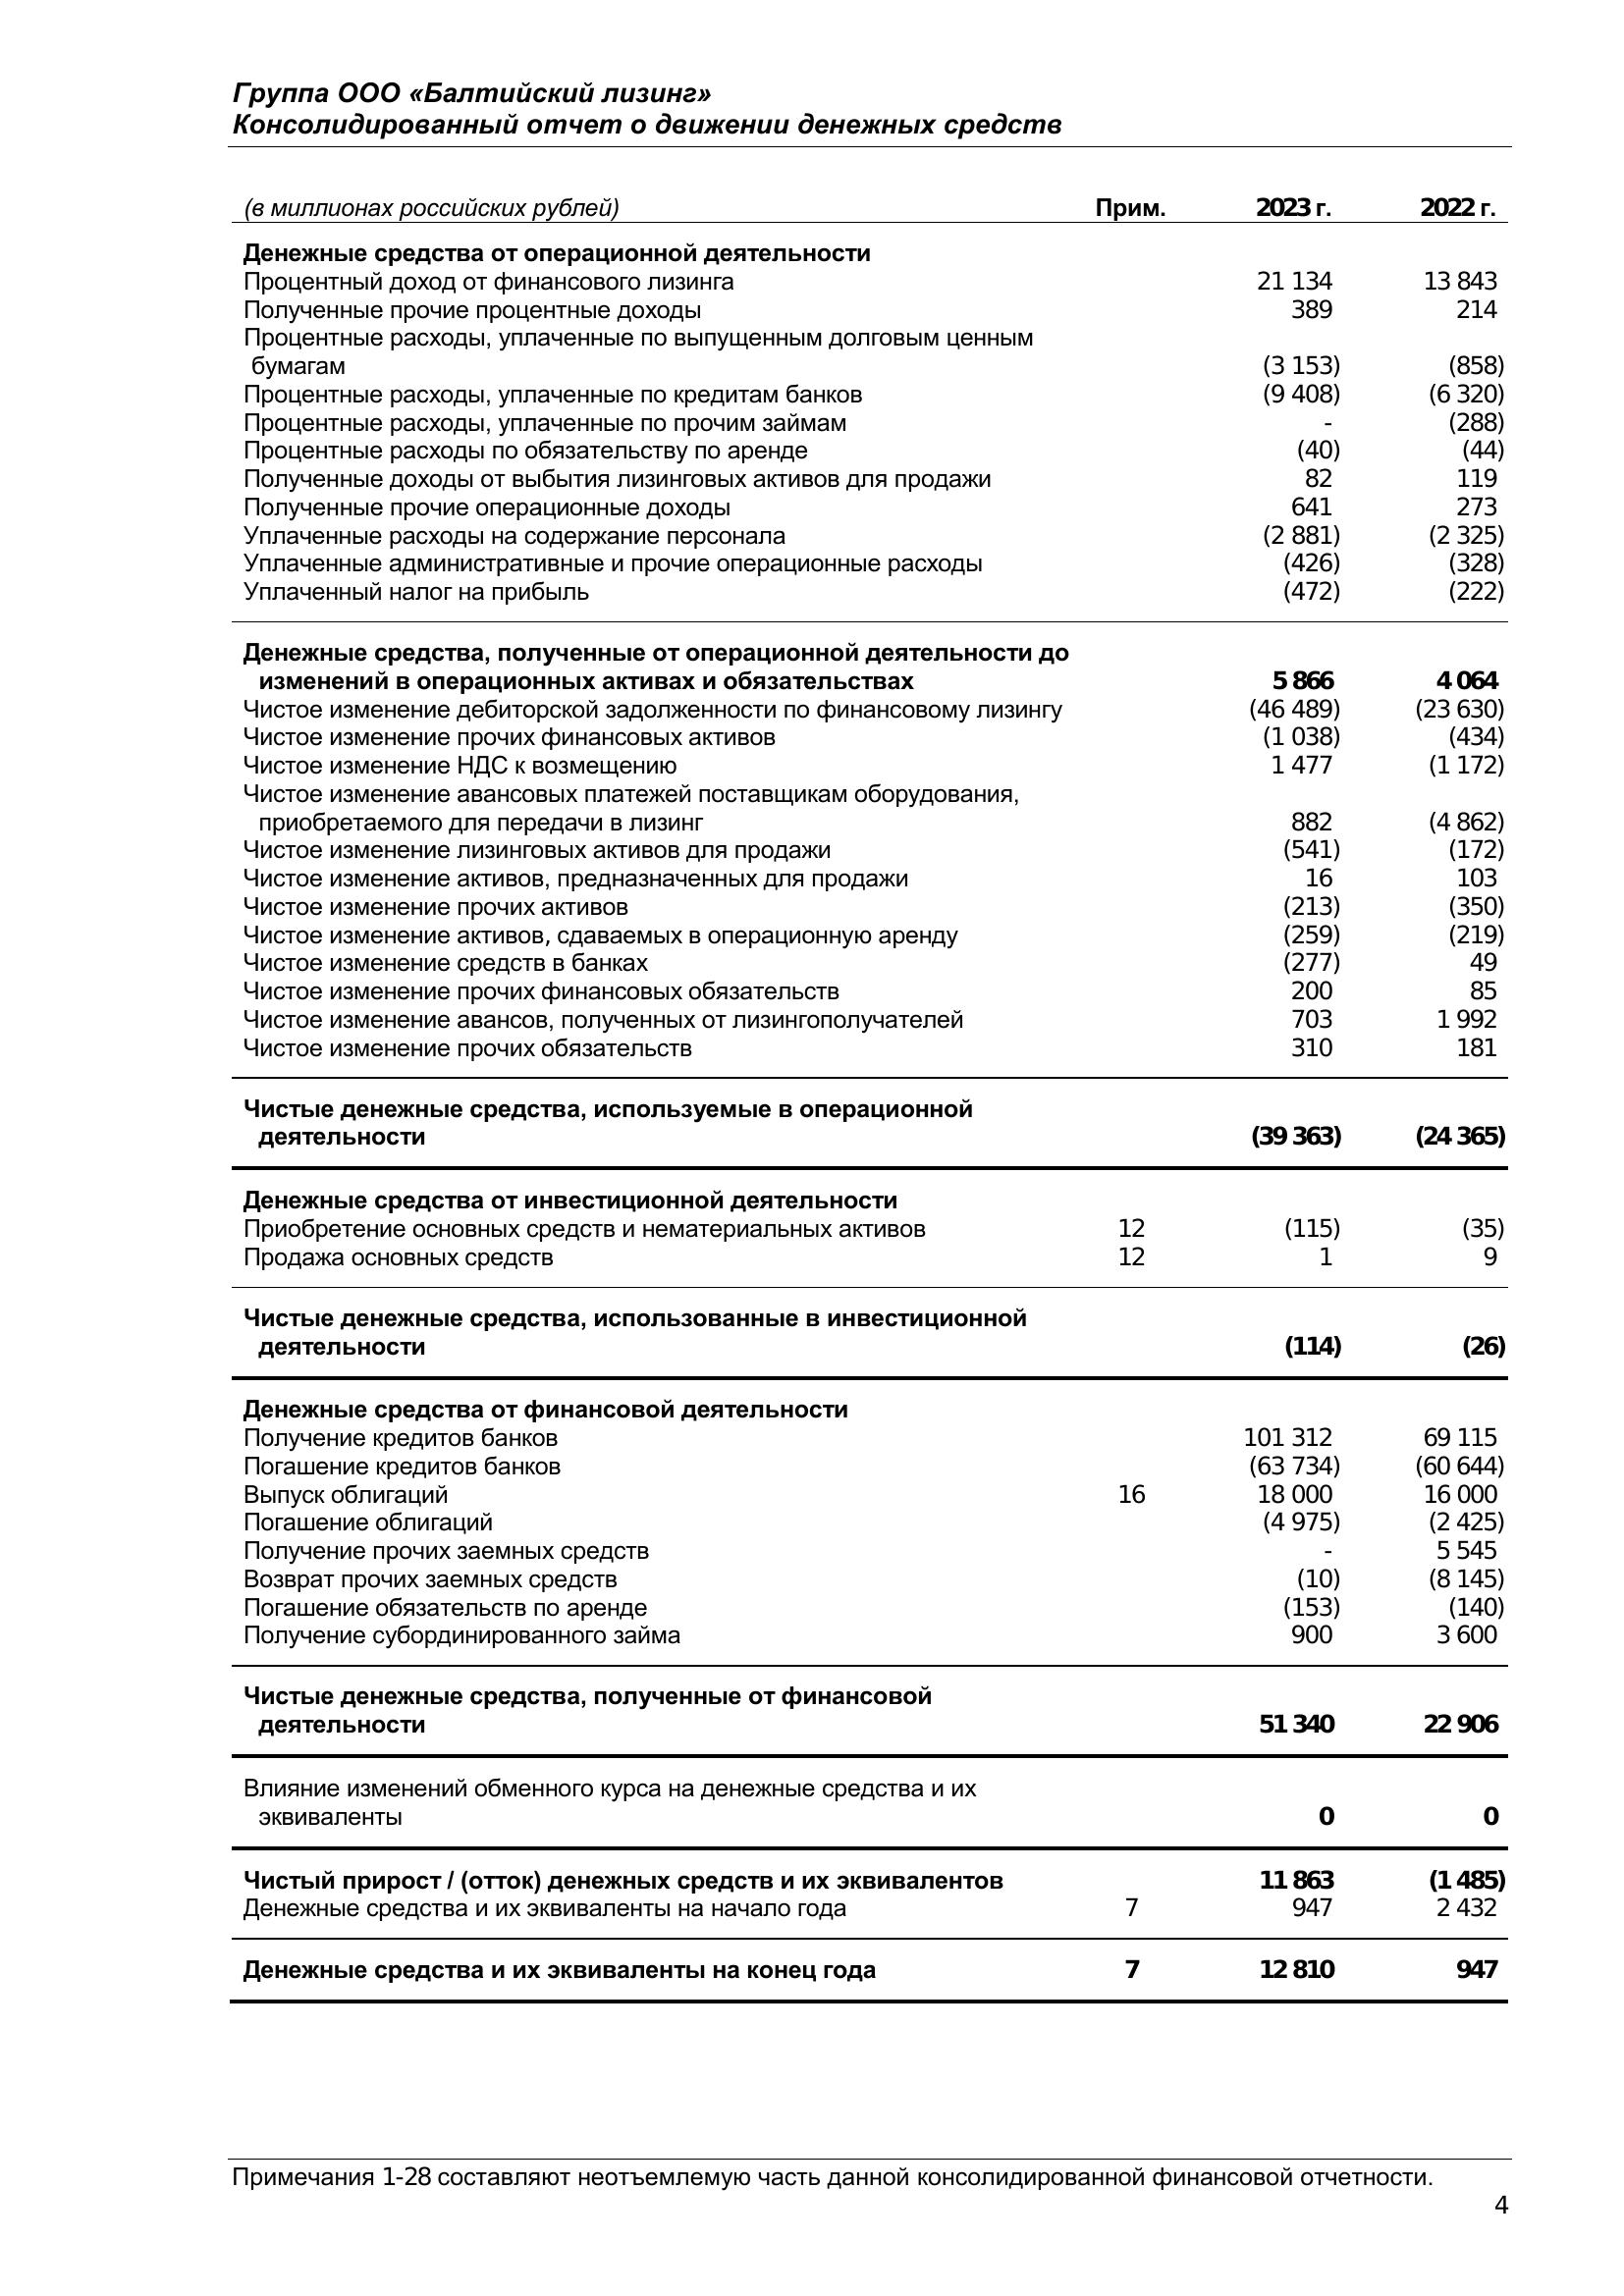 Группа ООО «Балтийский лизинг»
Консолидированный отчет о движении денежных средств
(в миллионах российских рублей) Прим. 2023 г. 2022 г.
Денежные средства от операционной деятельности
Процентный доход от финансового лизинга 21 134 13 843
Полученные прочие процентные доходы 389 214
Процентные расходы, уплаченные по выпущенным долговым ценным
бумагам (3 153) (858)
Процентные расходы, уплаченные по кредитам банков (9 408) (6 320)
Процентные расходы, уплаченные по прочим займам - (288)
Процентные расходы по обязательству по аренде (40) (44)
Полученные доходы от выбытия лизинговых активов для продажи 82 119
Полученные прочие операционные доходы 641 273
Уплаченные расходы на содержание персонала (2 881) (2 325)
Уплаченные административные и прочие операционные расходы (426) (328)
Уплаченный налог на прибыль (472) (222)
Денежные средства, полученные от операционной деятельности до
изменений в операционных активах и обязательствах 5 866 4 064
Чистое изменение дебиторской задолженности по финансовому лизингу (46 489) (23 630)
Чистое изменение прочих финансовых активов (1 038) (434)
Чистое изменение НДС к возмещению 1 477 (1 172)
Чистое изменение авансовых платежей поставщикам оборудования,
приобретаемого для передачи в лизинг 882 (4 862)
Чистое изменение лизинговых активов для продажи (541) (172)
Чистое изменение активов, предназначенных для продажи 16 103
Чистое изменение прочих активов (213) (350)
Чистое изменение активов, сдаваемых в операционную аренду (259) (219)
Чистое изменение средств в банках (277) 49
Чистое изменение прочих финансовых обязательств 200 85
Чистое изменение авансов, полученных от лизингополучателей 703 1 992
Чистое изменение прочих обязательств 310 181
Чистые денежные средства, используемые в операционной
деятельности (39 363) (24 365)
Денежные средства от инвестиционной деятельности
Приобретение основных средств и нематериальных активов 12 (115) (35)
Продажа основных средств 12 1 9
Чистые денежные средства, использованные в инвестиционной
деятельности (114) (26)
Денежные средства от финансовой деятельности
Получение кредитов банков 101 312 69 115
Погашение кредитов банков (63 734) (60 644)
Выпуск облигаций 16 18 000 16 000
Погашение облигаций (4 975) (2 425)
Получение прочих заемных средств - 5 545
Возврат прочих заемных средств (10) (8 145)
Погашение обязательств по аренде (153) (140)
Получение субординированного займа 900 3 600
Чистые денежные средства, полученные от финансовой
деятельности 51 340 22 906
Влияние изменений обменного курса на денежные средства и их
эквиваленты 0 0
Чистый прирост / (отток) денежных средств и их эквивалентов 11 863 (1 485)
Денежные средства и их эквиваленты на начало года 7 947 2 432
Денежные средства и их эквиваленты на конец года 7 12 810 947
Примечания 1-28 составляют неотъемлемую часть данной консолидированной финансовой отчетности.
4